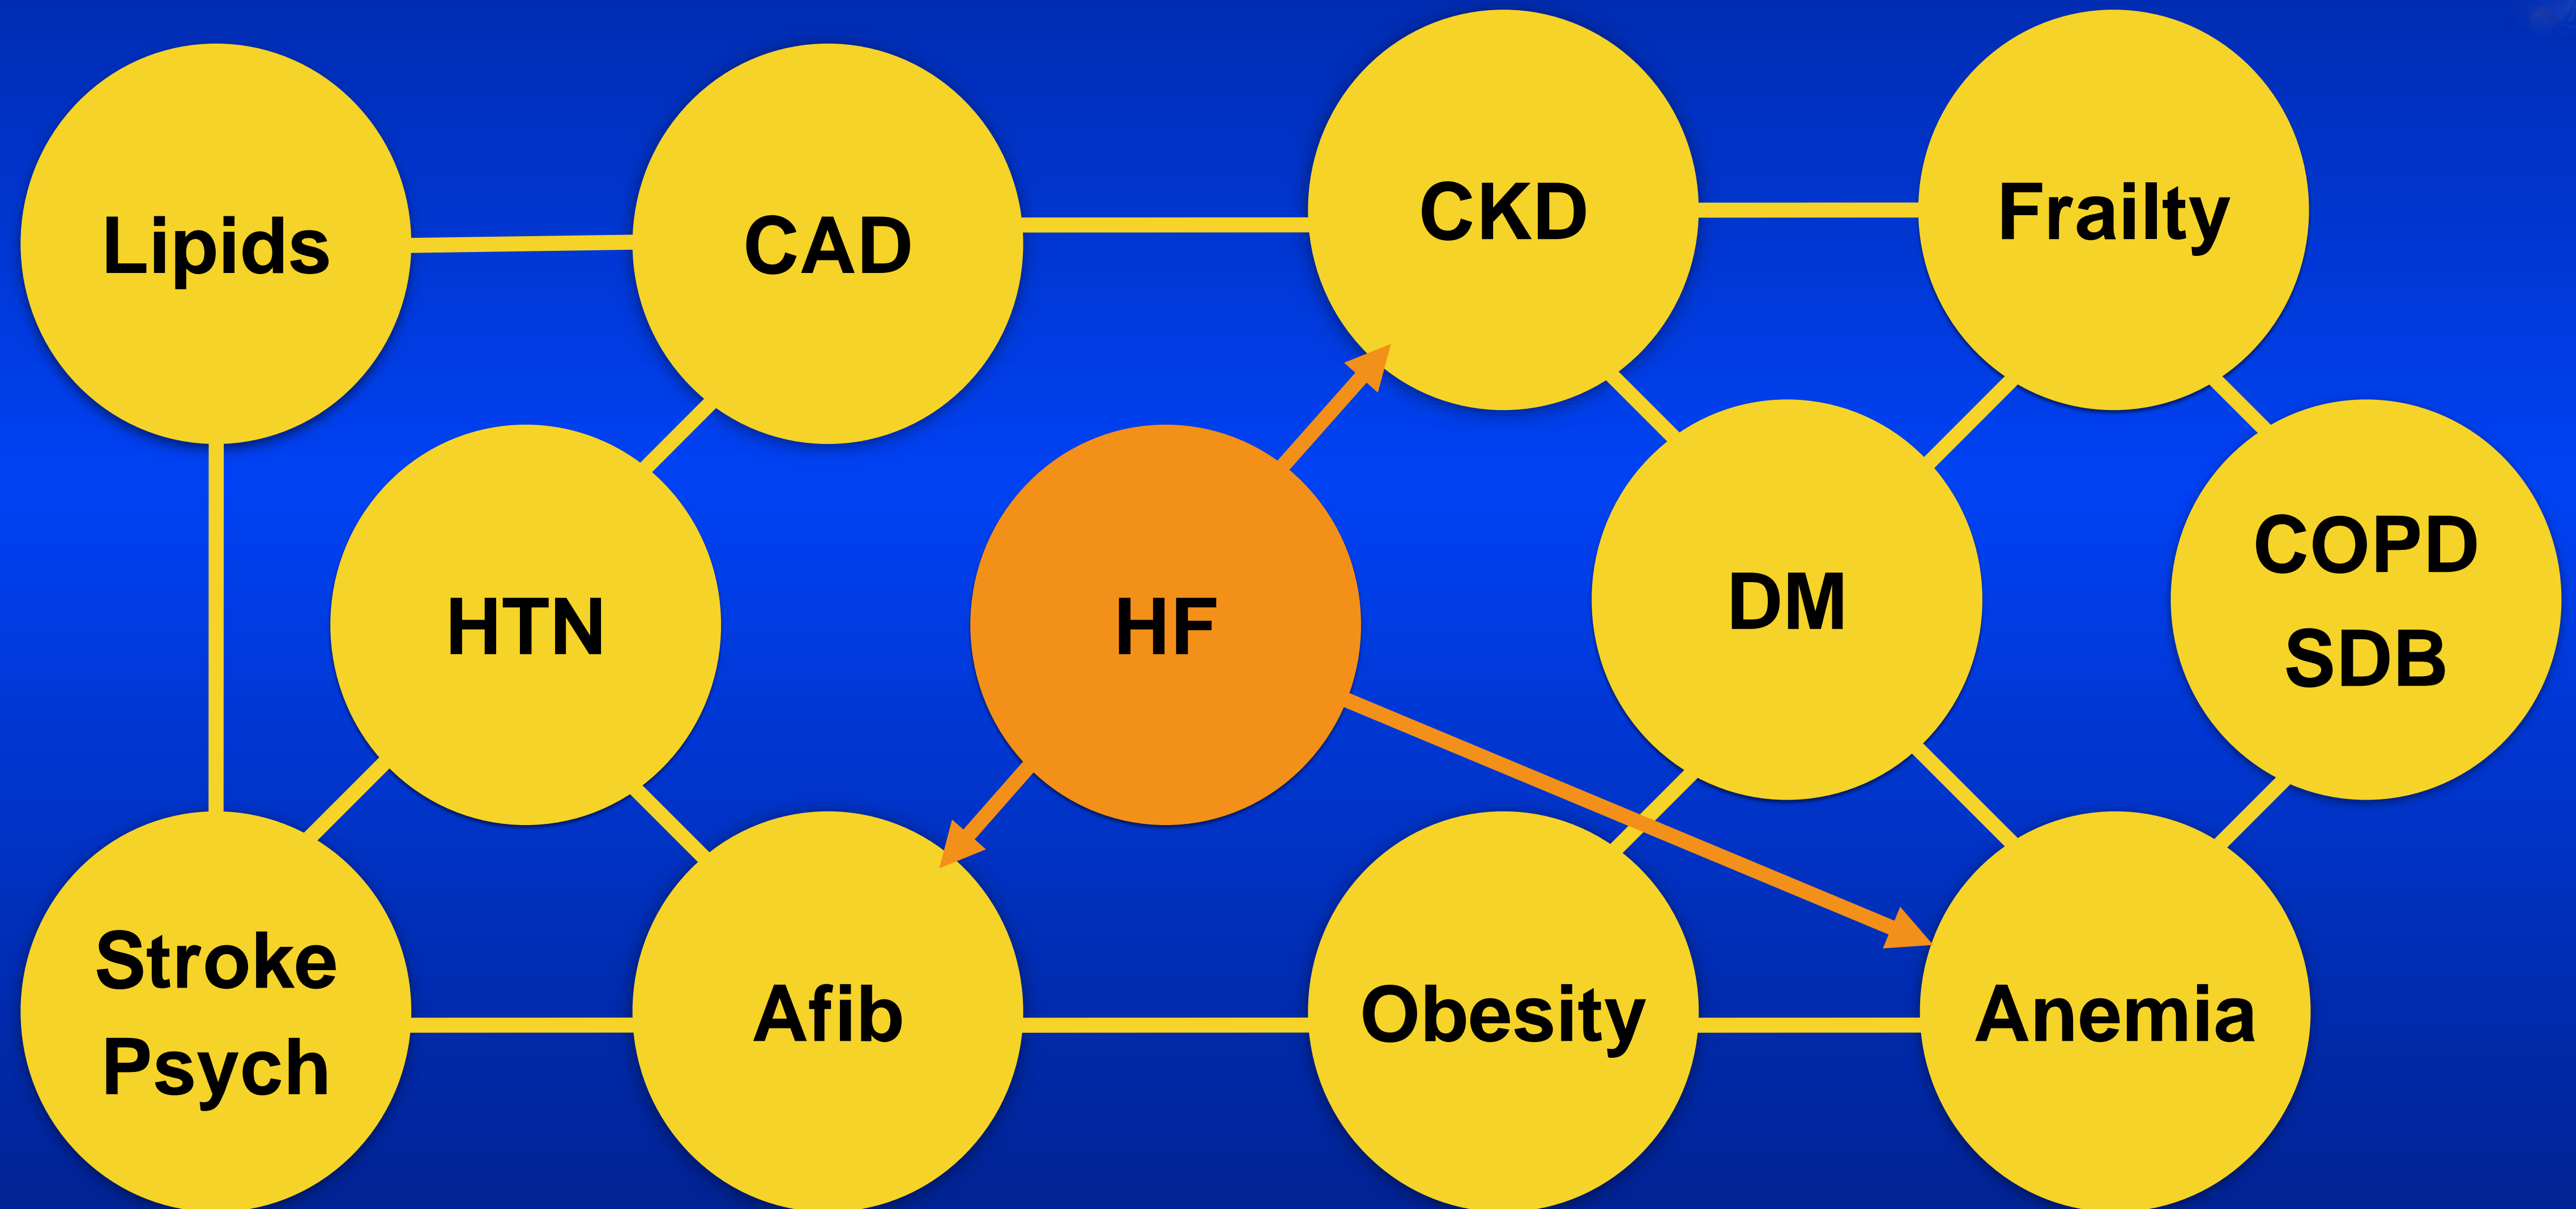 Lipids
CAD
CKD
Frailty
HTN
HF
DM
COPD
SDB
Stroke
Psych
Afib
Obesity
Anemia